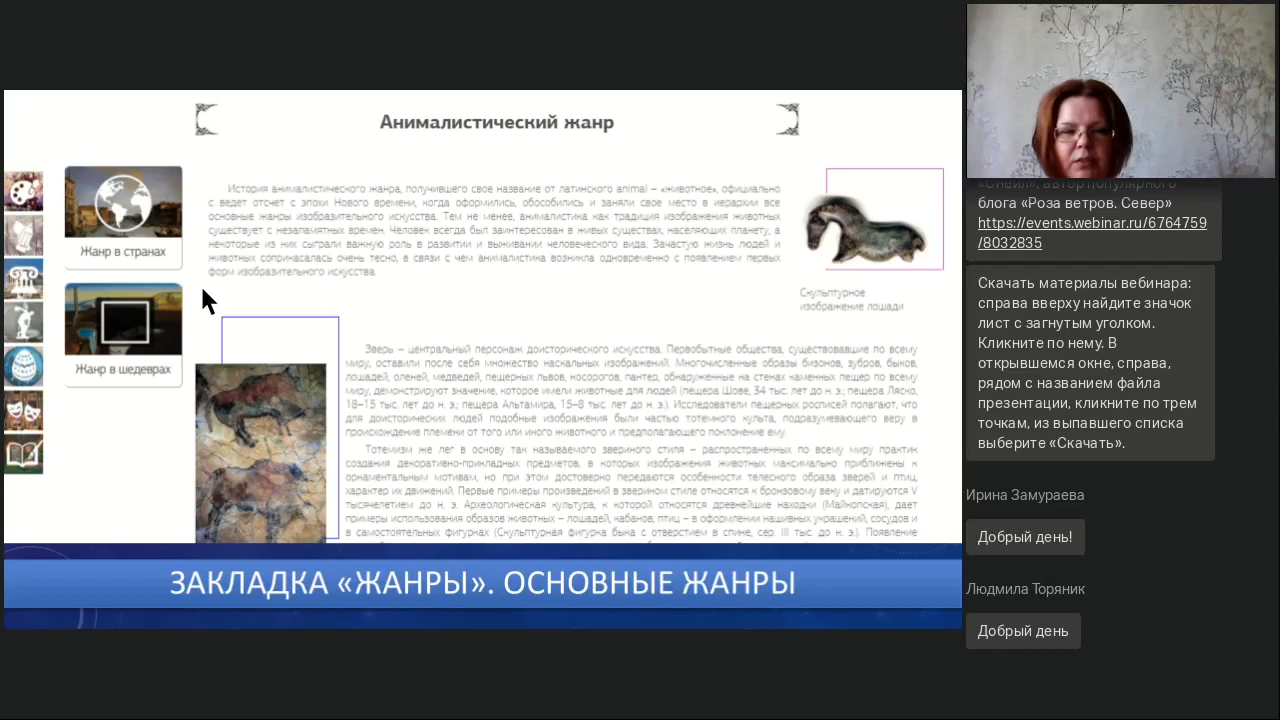 Анималистический жанр
Жанр в странах
Жанр в шедеврах
История анималистического жанра, получившего свое название от латинского animal – «животное», официально
с ведет отсчет с эпохи Нового времени, когда оформились, обособились и заняли свое место в иерархии все
основные жанры изобразительного искусства. Тем не менее, анималистика как традиция изображения животных
существует с незапамятных времен. Человек всегда был заинтересован в живых существах, населяющих планету, а
некоторые из них сыграли важную роль в развитии и выживании человеческого вида. Зачастую жизнь людей и
животных соприкасалась очень тесно, в связи с чем анималистика возникла одновременно с появлением первых
форм изобразительного искусства.
Скульптурное
изображение лошади
Зверь – центральный персонаж доисторического искусства. Первобытные общества, существовавшие по всему
миру, оставили после себя множество наскальных изображений. Многочисленные образы бизонов, зубров, быков,
лошадей, оленей, медведей, пещерных львов, носорогов, пантер, обнаруженные на стенах каменных пещер по всему
миру, демонстрируют значение, которое имели животные для людей (пещера Шове, 34 тыс. лет до н. э.; пещера Ляско,
18–15 тыс. лет до н. э.; пещера Альтамира, 15–8 тыс. лет до н. э.). Исследователи пещерных росписей полагают, что
для доисторических людей подобные изображения были частью тотемного культа, подразумевающего веру в
происхождение племени от того или иного животного и предполагающего поклонение ему.
Тотемизм же лег в основу так называемого звериного стиля – распространенных по всему миру практик
создания декоративно-прикладных предметов, в которых изображения животных максимально приближены к
орнаментальным мотивам, но при этом достоверно передаются особенности телесного образа зверей и птиц,
характер их движений. Первые примеры произведений в зверином стиле относятся к бронзовому веку и датируются V
тысячелетием до н. э. Археологическая культура, к которой относятся древнейшие находки (Майкопская), дает
примеры использования образов животных – лошадей, кабанов, птиц – в оформлении нашивных украшений, сосудов и
в самостоятельных фигурках (Скульптурная фигурка быка с отверстием в спине, сер. III тыс. до н. э.). Появление
ЗАКЛАДКА «ЖАНРЫ». ОСНОВНЫЕ ЖАНРЫ
«Снейл», автор популярного
блога «Роза ветров. Север»
https://events.webinar.ru/6764759
/8032835
Скачать материалы вебинара:
справа вверху найдите значок
лист с загнутым уголком.
Кликните по нему. В
открывшемся окне, справа,
рядом с названием файла
презентации, кликните по трем
точкам, из выпавшего списка
выберите «Скачать».
Ирина Замураева
Добрый день!
Людмила Торяник
Добрый день